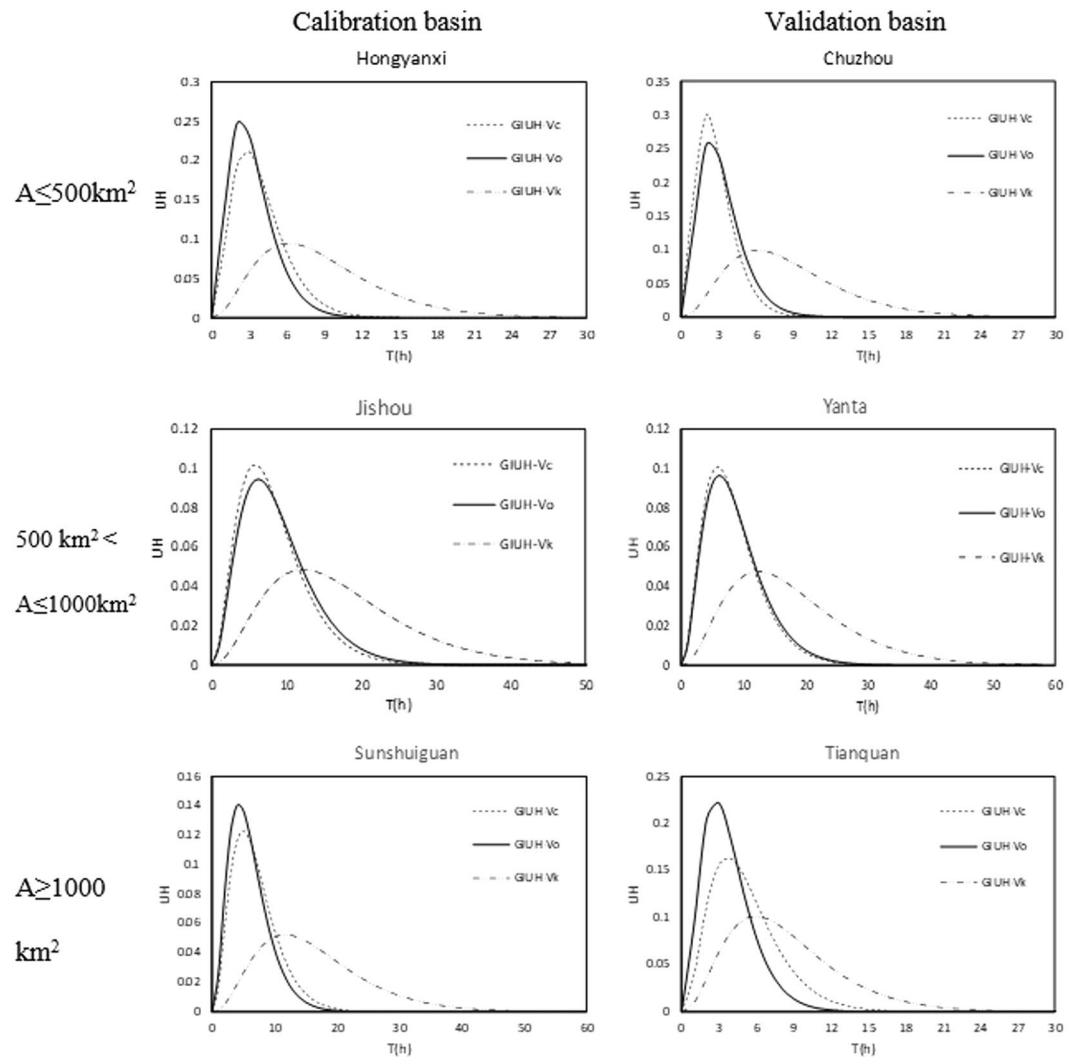 Calibration basin
Validation basin
A≤500km²
Hongyanxi
0.3
0.25
0.2
0.15
0.1
0.05
0
UH
0 3 6 9 12 15 18 21 24 27 30
T(h)
GIUH-Vc
GIUH-Vo
GIUH-Vk
Chuzhou
0.35
0.3
0.25
0.2
0.15
0.1
0.05
0
UH
0 3 6 9 12 15 18 21 24 27 30
T(h)
GIUH-Vc
GIUH-Vo
GIUH-Vk
500 km² <
A≤1000km²
Jishou
0.12
0.1
0.08
0.06
0.04
0.02
0
UH
0 10 20 30 40 50
T(h)
GIUH-Vc
GIUH-Vo
GIUH-Vk
Yanta
0.12
0.1
0.08
0.06
0.04
0.02
0
UH
0 10 20 30 40 50 60
T(h)
GIUH-Vc
GIUH-Vo
GIUH-Vk
A≥1000
km²
Sunshuiguan
0.16
0.14
0.12
0.1
0.08
0.06
0.04
0.02
0
UH
0 10 20 30 40 50 60
T(h)
GIUH-Vc
GIUH-Vo
GIUH-Vk
Tianquan
0.25
0.2
0.15
0.1
0.05
0
UH
0 3 6 9 12 15 18 21 24 27 30
T(h)
GIUH-Vc
GIUH-Vo
GIUH-Vk